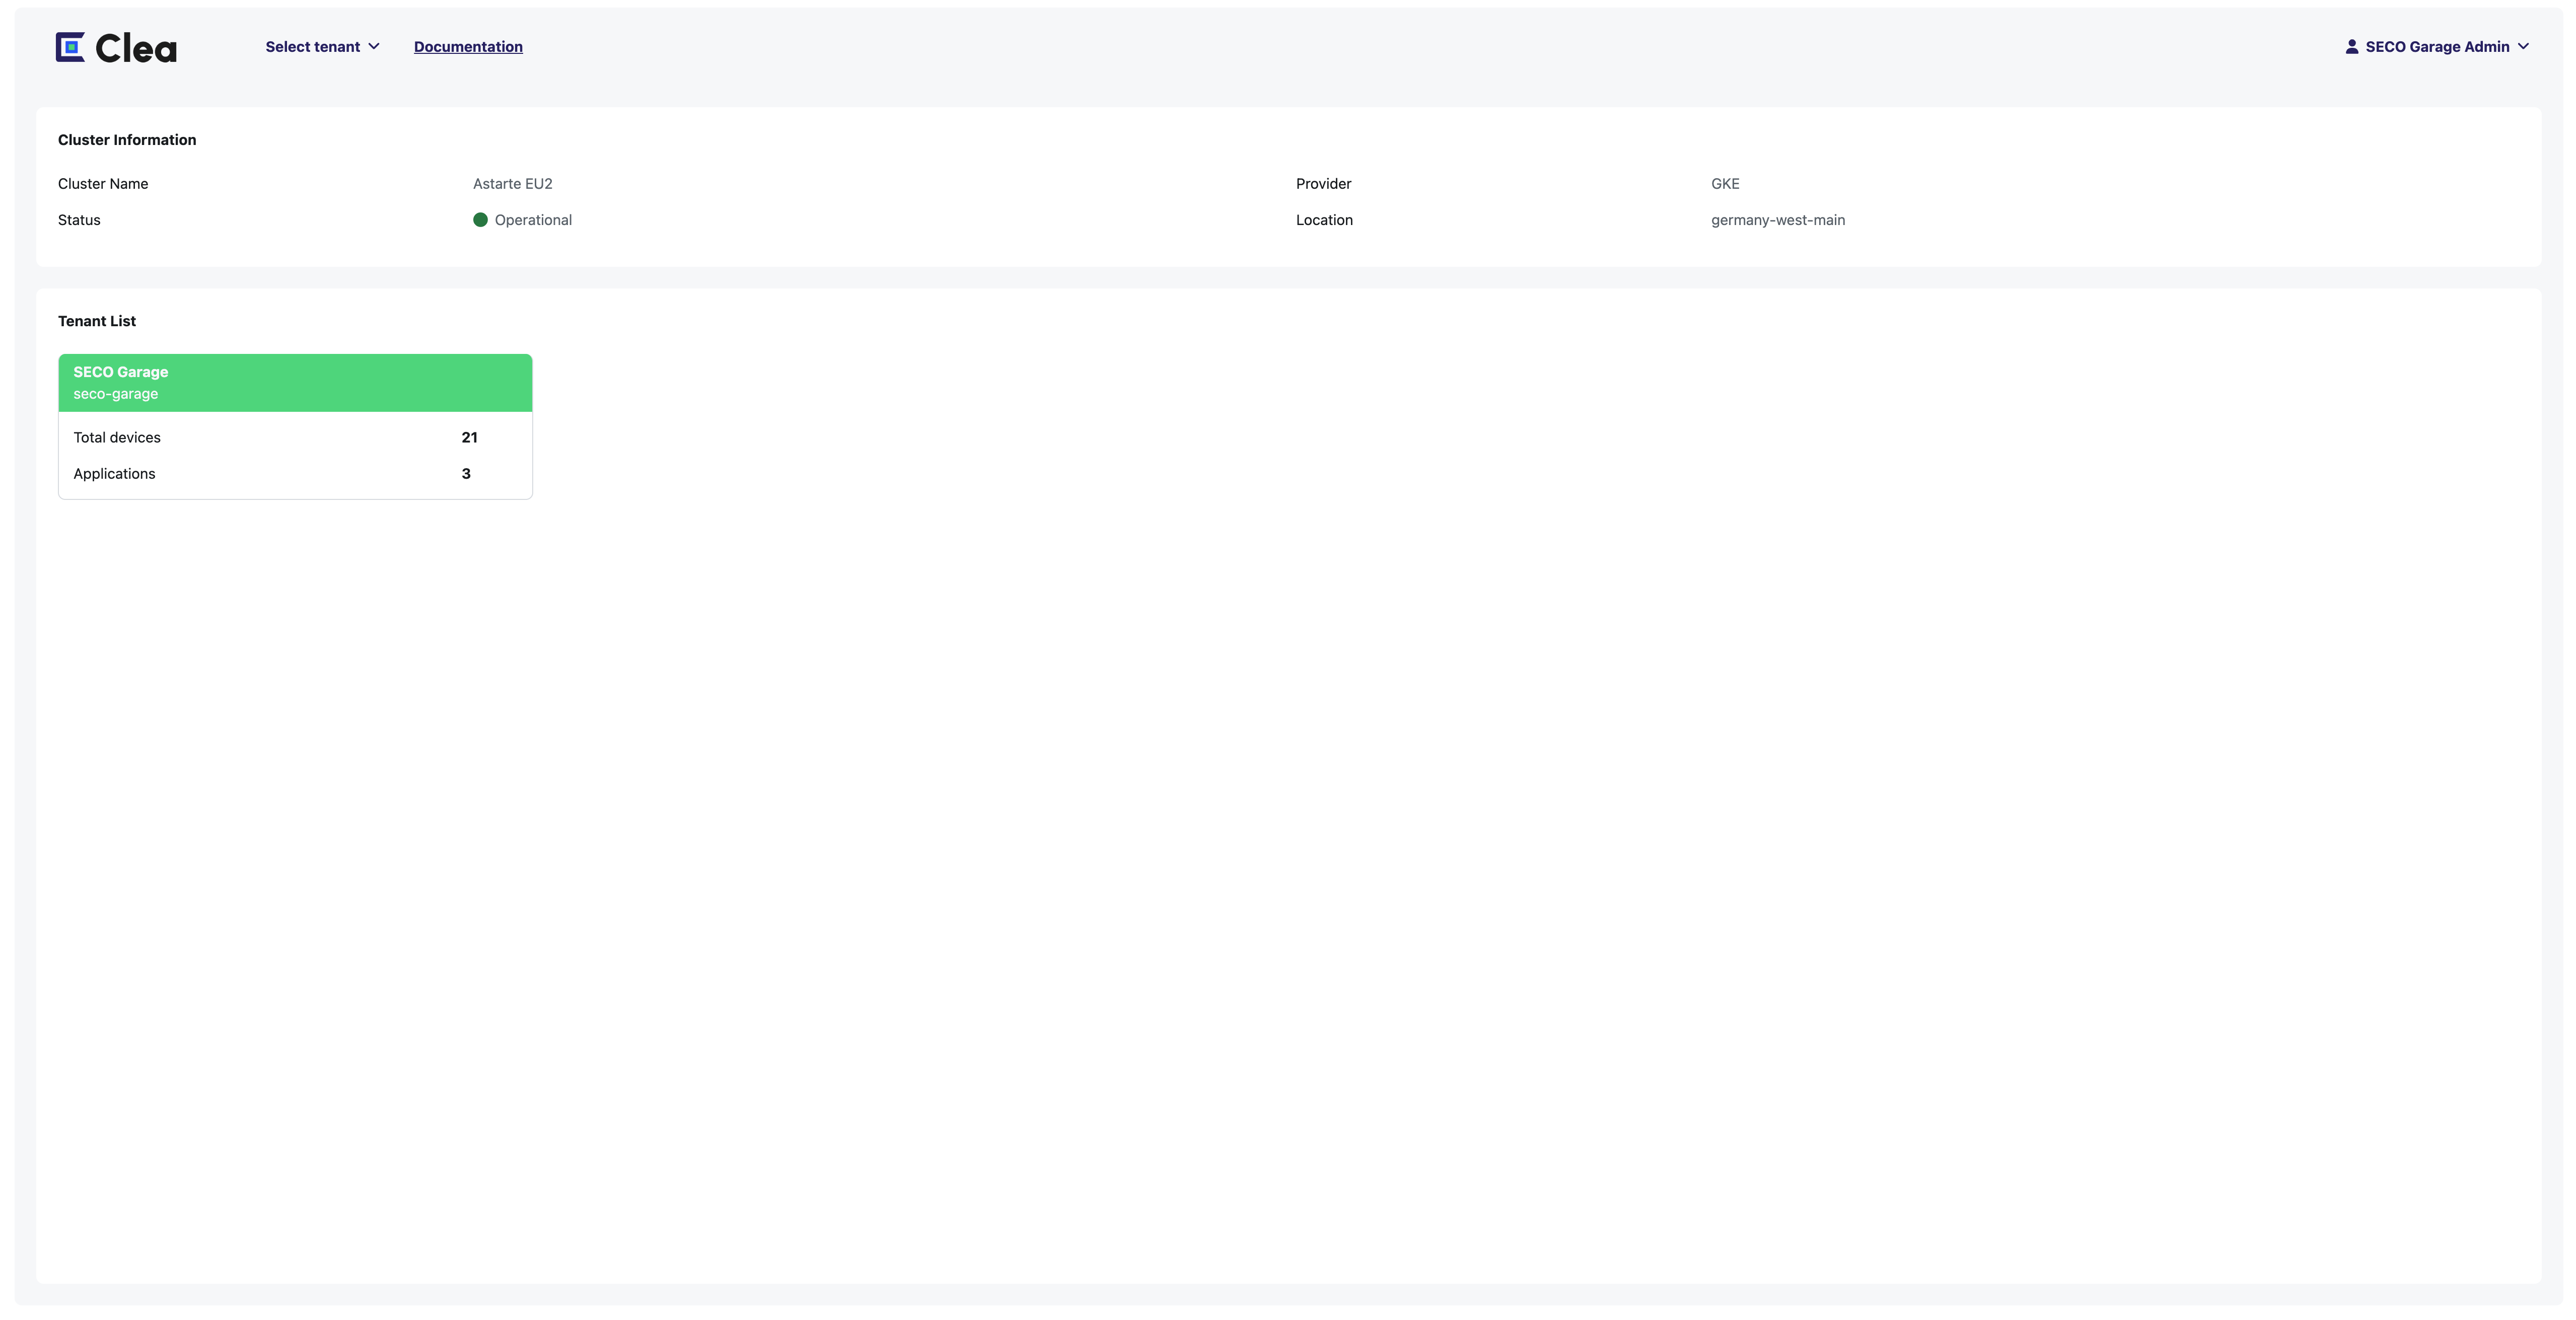 Clea
Select tenant
Documentation
SECO Garage Admin
Cluster Information
Cluster Name
Astarte EU2
Provider
GKE
Status
Operational
Location
germany-west-main
Tenant List
SECO Garage
seco-garage
Total devices
21
Applications
3